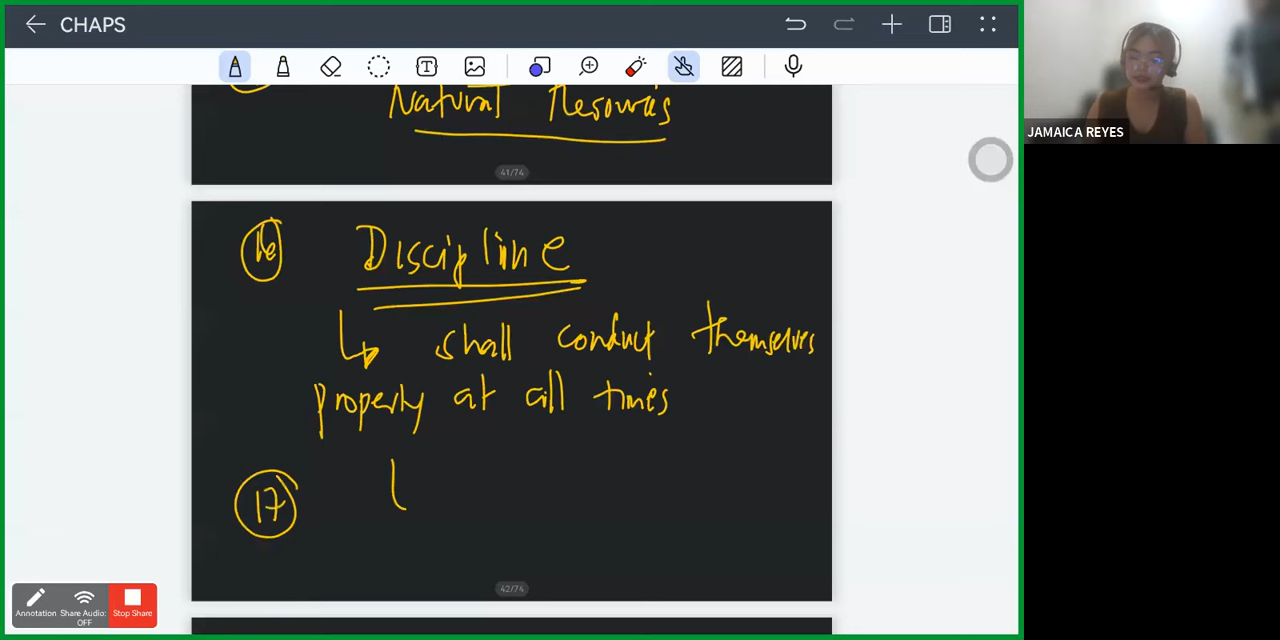 CHAPS
JAMAICA REYES
Natural Resources
41/74
16 Discipline
shall conduct themselves
property at all times
17 L
42/74
Annotation
Share Audio: OFF
Stop Share